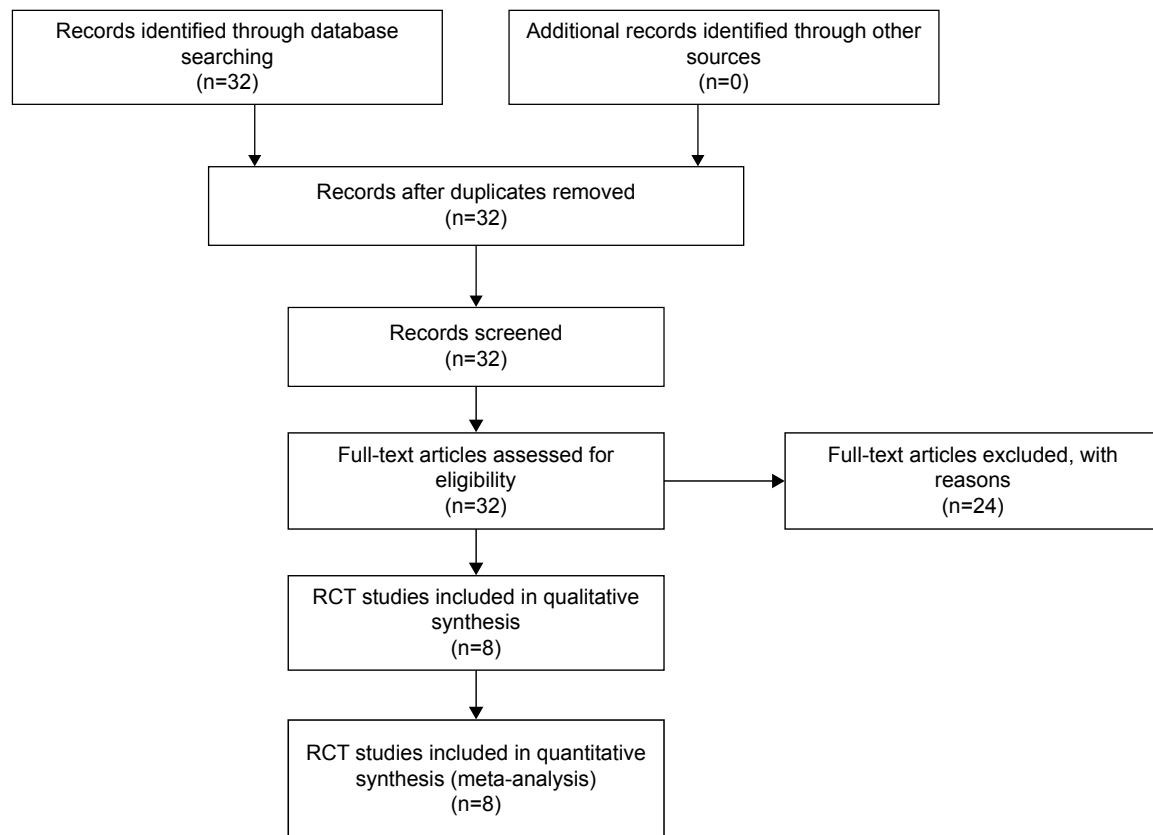 Records identified through database
searching
(n=32)
Additional records identified through other
sources
(n=0)
Records after duplicates removed
(n=32)
Records screened
(n=32)
Full-text articles assessed for
eligibility
(n=32)
Full-text articles excluded, with
reasons
(n=24)
RCT studies included in qualitative
synthesis
(n=8)
RCT studies included in quantitative
synthesis (meta-analysis)
(n=8)